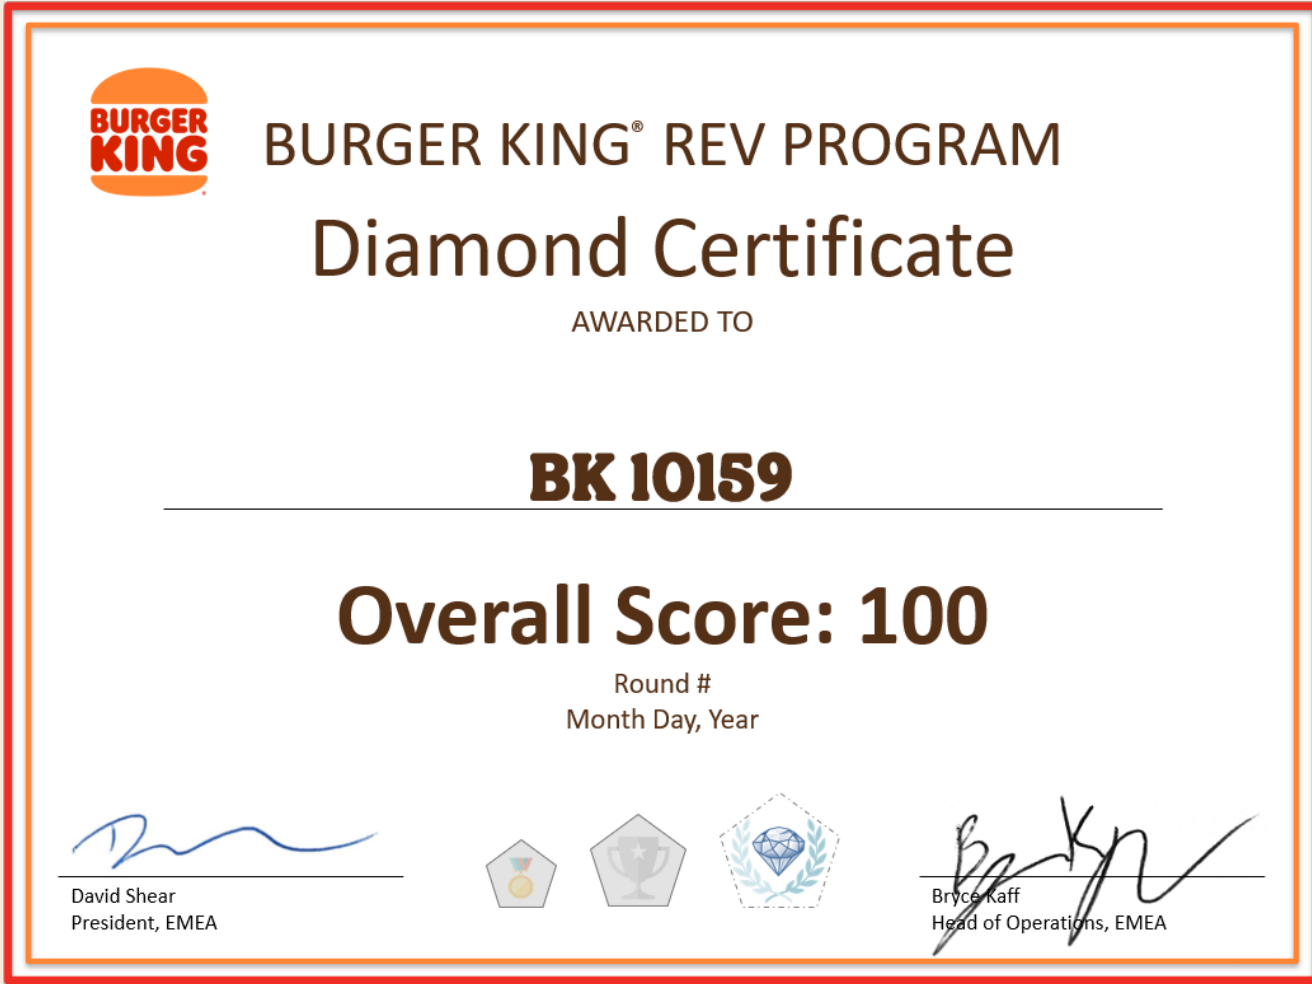 BURGER
KING
BURGER KING® REV PROGRAM
Diamond Certificate
AWARDED TO
BK 10159
Overall Score: 100
Round #
Month Day, Year
David Shear
President, EMEA
Bryce Kaff
Head of Operations, EMEA